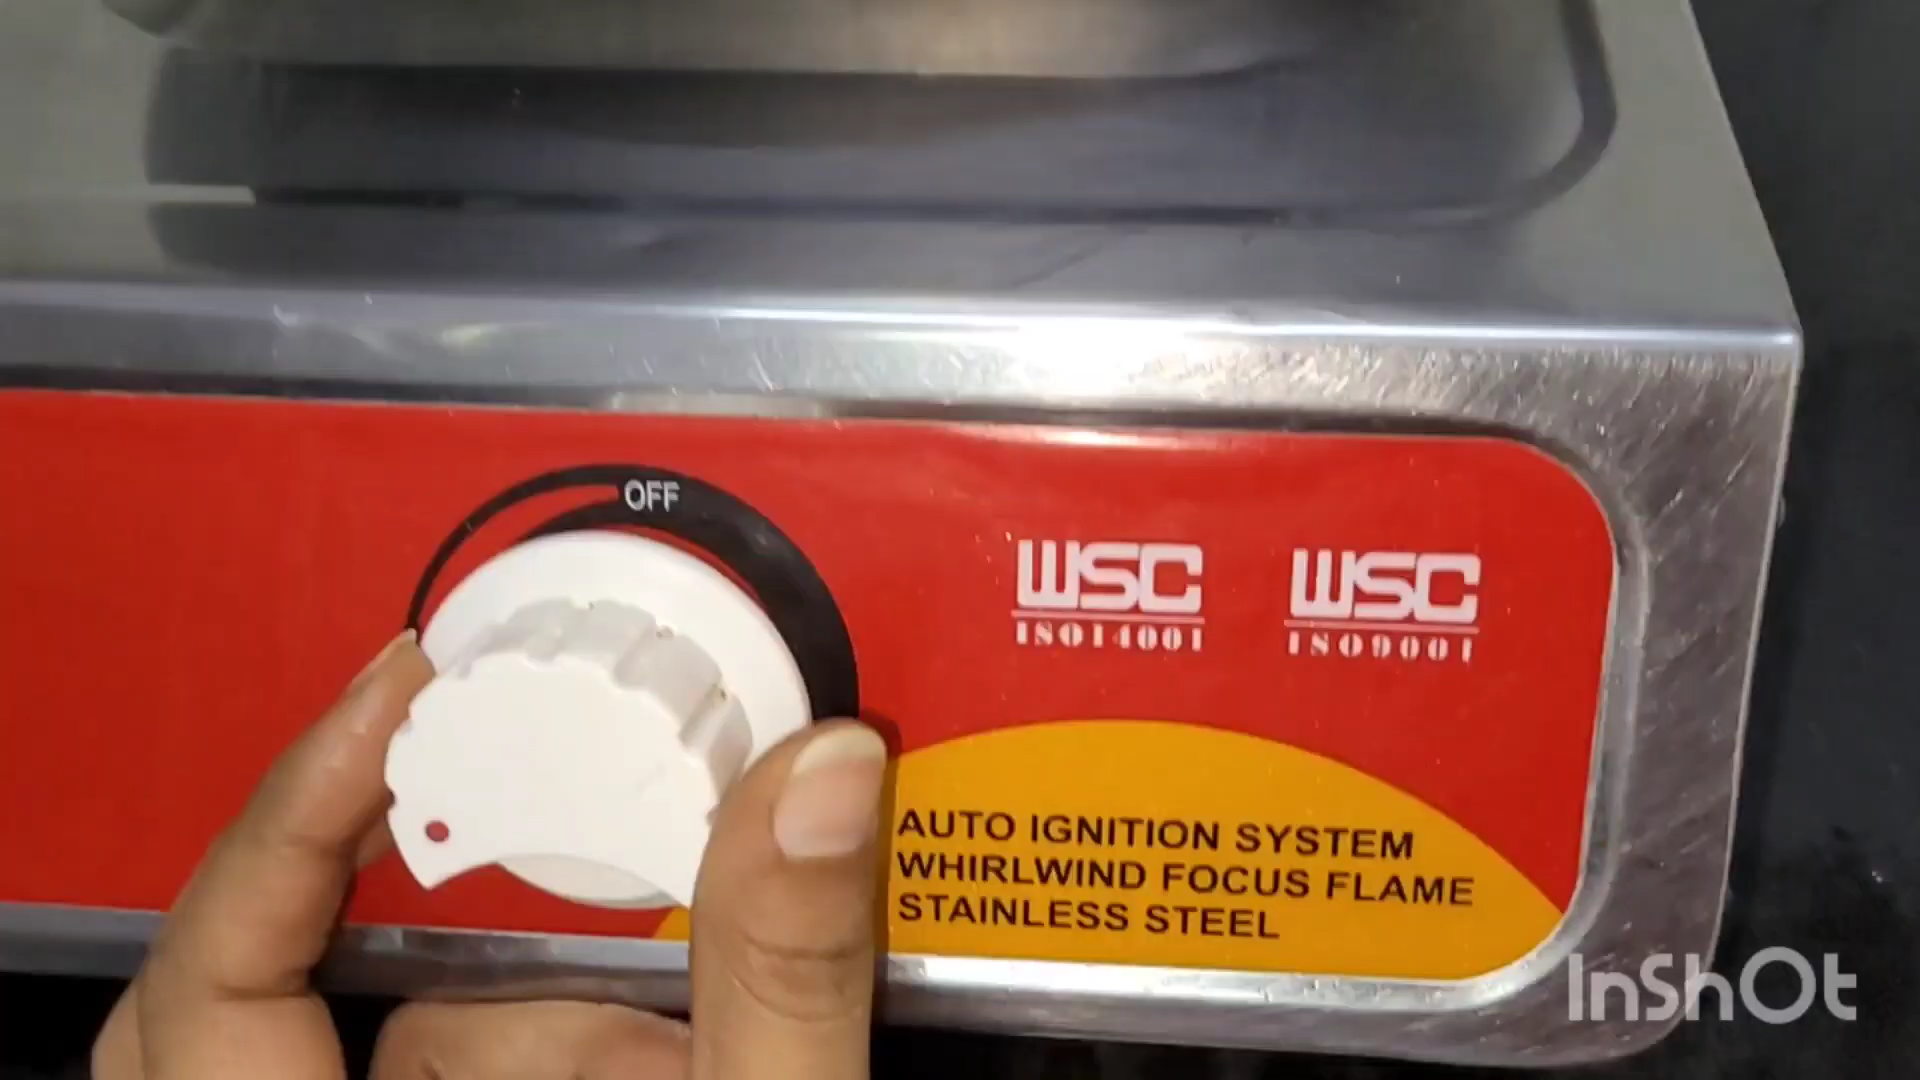 OFF
WSC
ISO14001
WSC
ISO9001
AUTO IGNITION SYSTEM
WHIRLWIND FOCUS FLAME
STAINLESS STEEL
InShOt